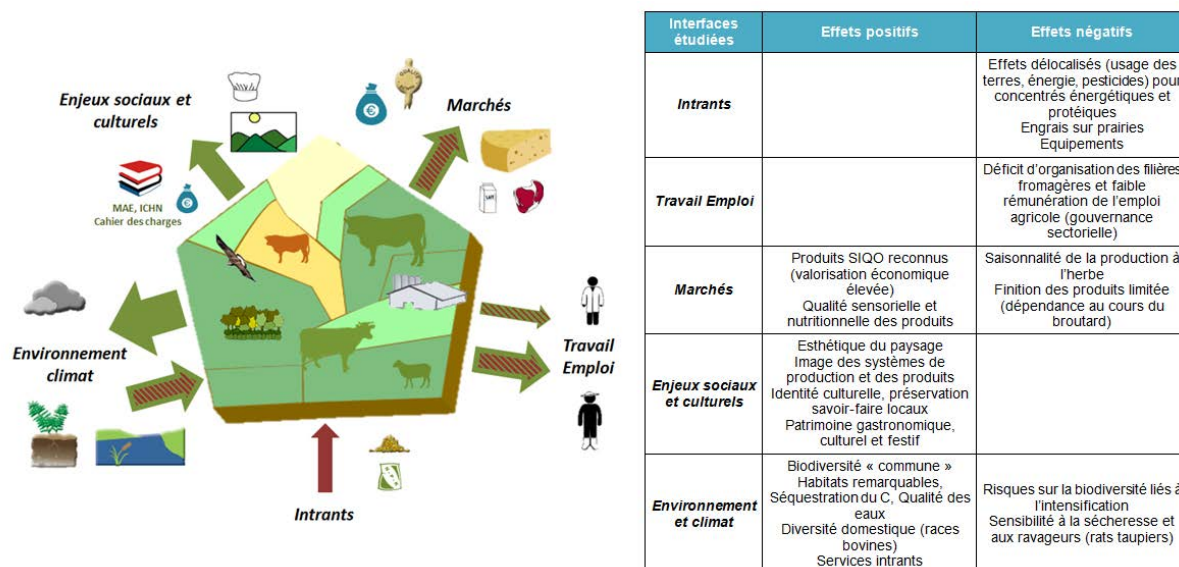 Enjeux sociaux et
culturels
Marchés
MAE, ICHN
Cahier des charges
Environnement
climat
Travail
Emploi
Intrants
Interfaces
étudiées
Effets positifs
Effets négatifs
Intrants
Effets délocalisés (usage des
terres, énergie, pesticides) pour
concentrés énergétiques et
protéiques
Engrais sur prairies
Equipements
Travail Emploi
Déficit d'organisation des filières
fromagères et faible
rémunération de l'emploi
agricole (gouvernance
sectorielle)
Marchés
Produits SIQO reconnus
(valorisation économique
élevée)
Qualité sensorielle et
nutritionnelle des produits
Saisonnalité de la production à
l'herbe
Finition des produits limitée
(dépendance au cours du
broutard)
Enjeux sociaux
et culturels
Esthétique du paysage
Image des systèmes de
production et des produits
Identité culturelle, préservation
savoir-faire locaux
Patrimoine gastronomique,
culturel et festif
Environnement
et climat
Biodiversité « commune »
Habitats remarquables,
Séquestration du C, Qualité des
eaux
Diversité domestique (races
bovines)
Services intrants
Risques sur la biodiversité liés à
l'intensification
Sensibilité à la sécheresse et
aux ravageurs (rats taupiers)